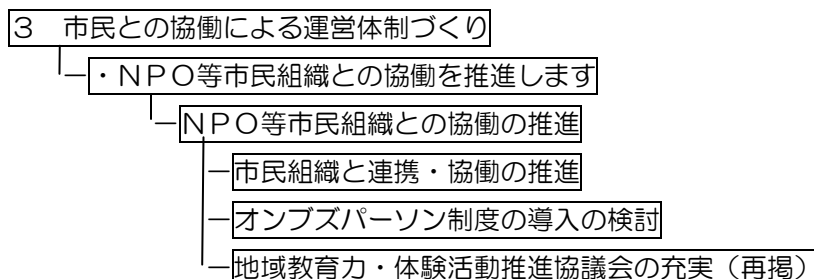 ３　市民との協働による運営体制づくり
・ＮＰＯ等市民組織との協働を推進します
ＮＰＯ等市民組織との協働の推進
市民組織と連携・協働の推進
オンブズパーソン制度の導入の検討
地域教育力・体験活動推進協議会の充実（再掲）